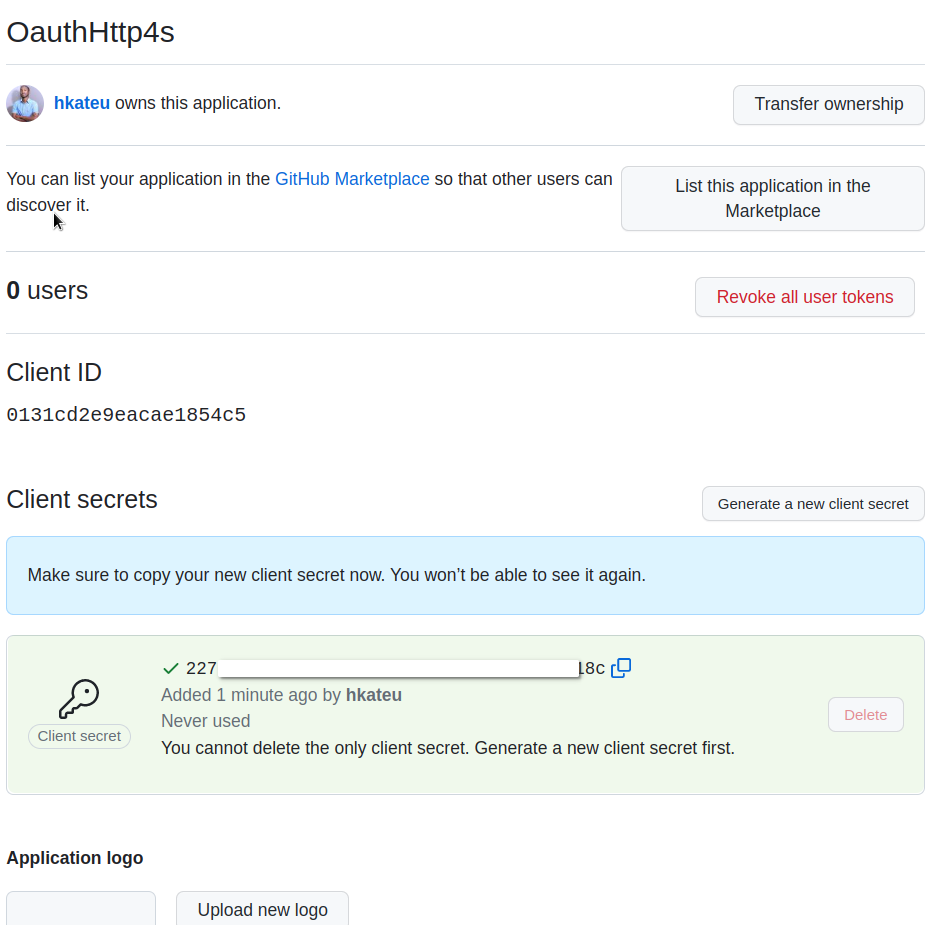 OauthHttp4s
hkateu owns this application.
Transfer ownership
You can list your application in the GitHub Marketplace so that other users can
discover it.
List this application in the
Marketplace
0 users
Revoke all user tokens
Client ID
0131cd2e9eacae1854c5
Client secrets
Generate a new client secret
Make sure to copy your new client secret now. You won’t be able to see it again.
227 18c
Added 1 minute ago by hkateu
Never used
You cannot delete the only client secret. Generate a new client secret first.
Client secret
Delete
Application logo
Upload new logo